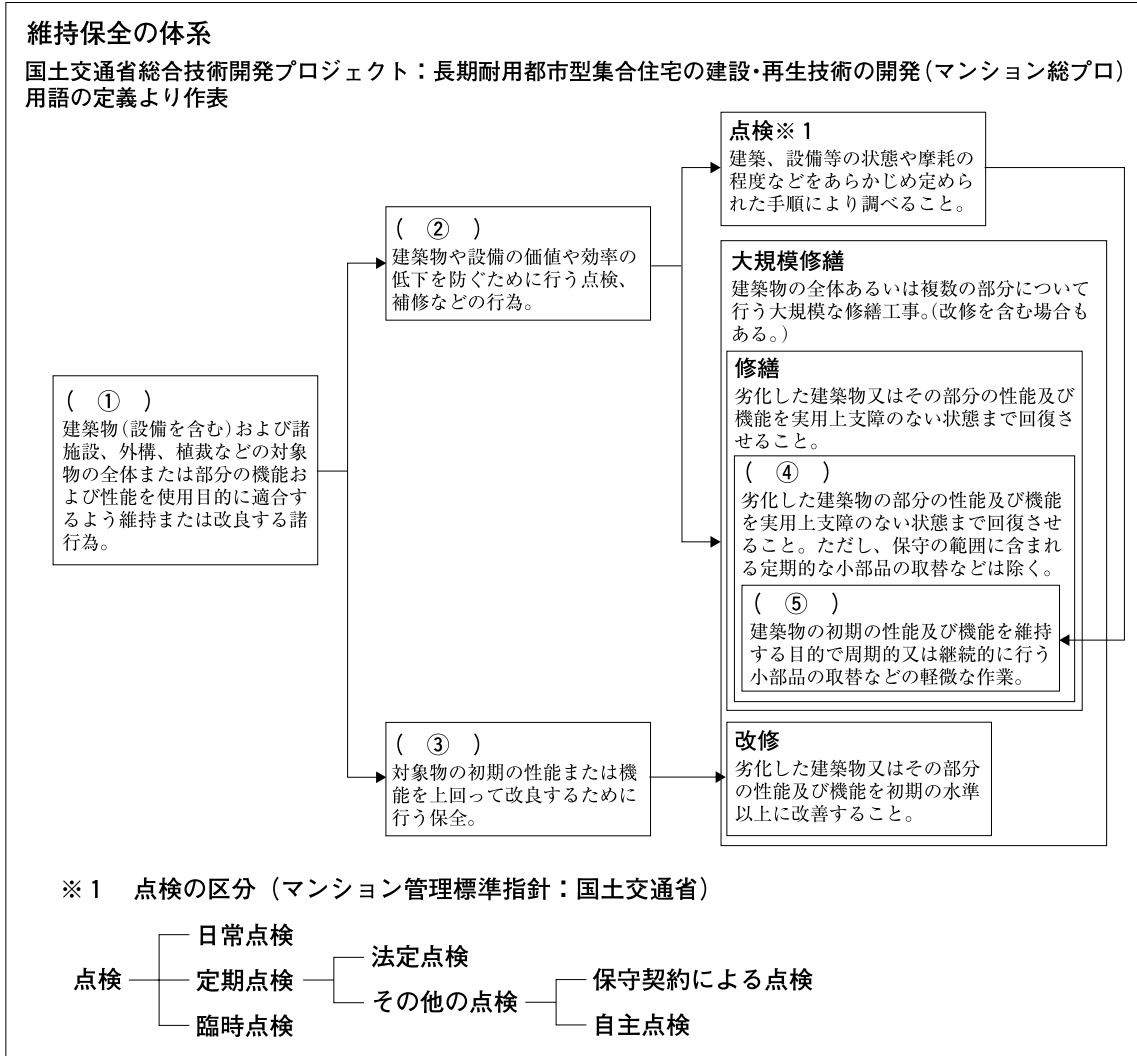 維持保全の体系
国土交通省総合技術開発プロジェクト：長期耐用都市型集合住宅の建設・再生技術の開発（マンション総プロ）
用語の定義より作表
点検※1
建築、設備等の状態や摩耗の
程度などをあらかじめ定めら
れた手順により調べること。
（　②　）
建築物や設備の価値や効率の
低下を防ぐために行う点検、
補修などの行為。
大規模修繕
建築物の全体あるいは複数の部分について
行う大規模な修繕工事。（改修を含む場合も
ある。）
修繕
劣化した建築物又はその部分の性能及び
機能を実用上支障のない状態まで回復さ
せること。
（　①　）
建築物（設備を含む）および諸
施設、外構、植裁などの対象
物の全体または部分の機能お
よび性能を使用目的に適合す
るよう維持または改良する諸
行為。
（　④　）
劣化した建築物の部分の性能及び機能
を実用上支障のない状態まで回復させ
ること。ただし、保守の範囲に含まれ
る定期的な小部品の取替などは除く。
（　⑤　）
建築物の初期の性能及び機能を維持
する目的で周期的又は継続的に行う
小部品の取替などの軽微な作業。
（　③　）
対象物の初期の性能または機
能を上回って改良するために
行う保全。
改修
劣化した建築物又はその部分
の性能及び機能を初期の水準
以上に改善すること。
※1　点検の区分（マンション管理標準指針：国土交通省）
点検
日常点検
定期点検
臨時点検
法定点検
その他の点検
保守契約による点検
自主点検